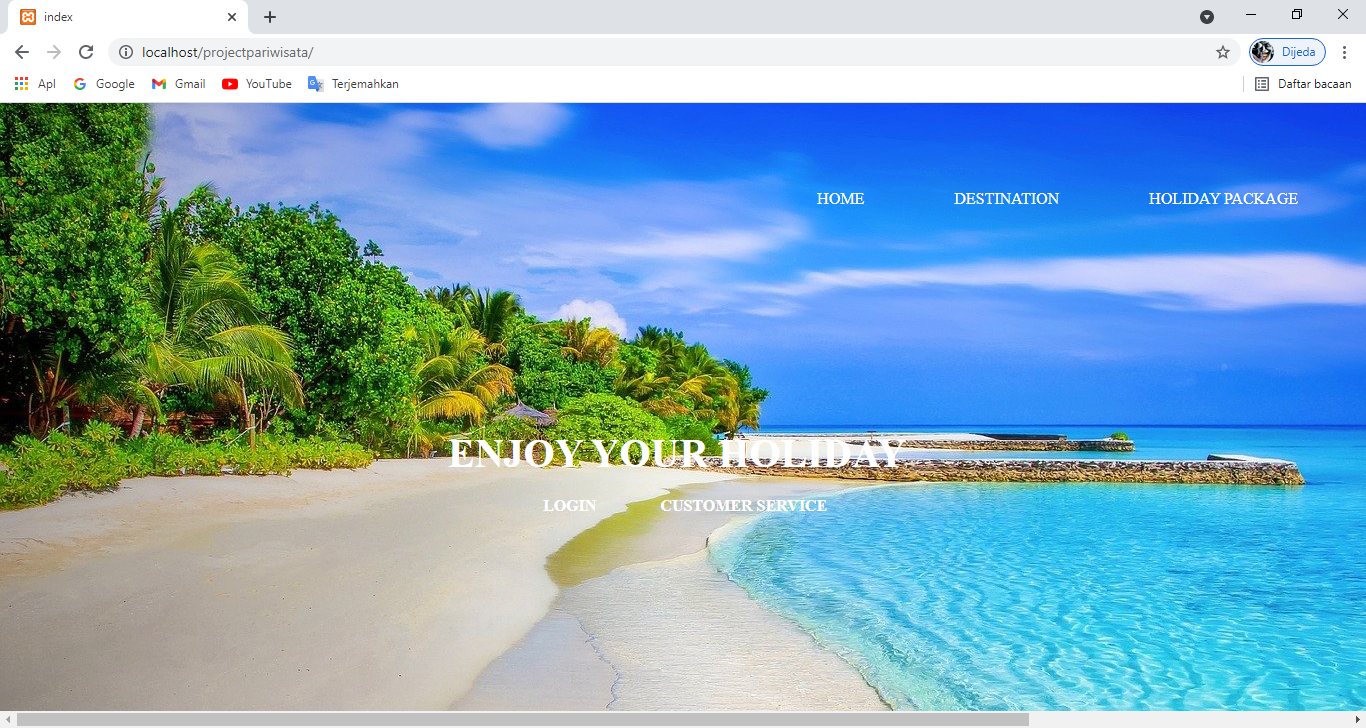 index
localhost/projectpariwisata/
Dijeda
Apl Google Gmail YouTube Terjemahkan Daftar bacaan
HOME DESTINATION HOLIDAY PACKAGE
ENJOY YOUR HOLIDAY
LOGIN CUSTOMER SERVICE